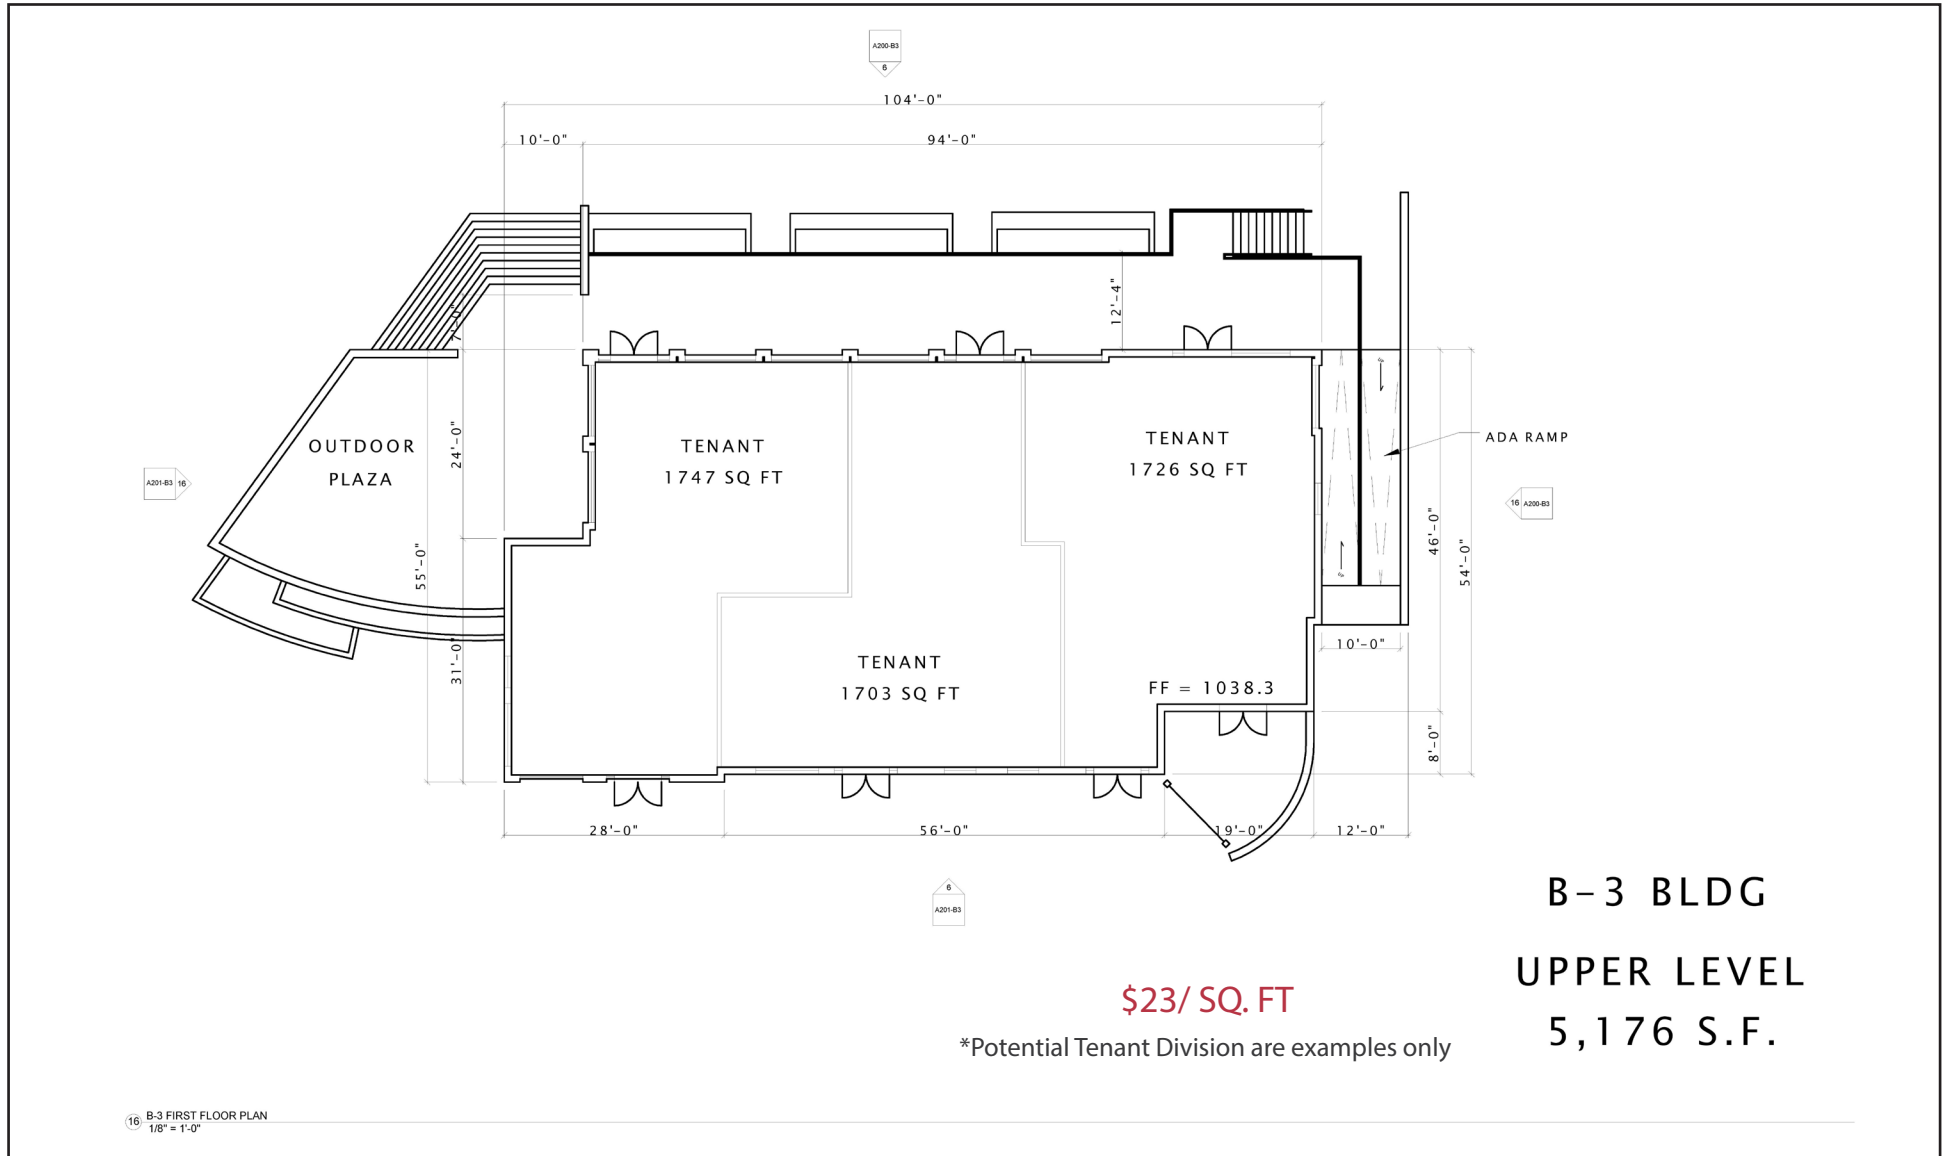 A200-B3
6
104'-0"
10'-0"
94'-0"
12'-4"
7'-0"
OUTDOOR
PLAZA
24'-0"
TENANT
1747 SQ FT
TENANT
1726 SQ FT
ADA RAMP
A201-B3 16
16 A200-B3
55'-0"
46'-0"
54'-0"
31'-0"
10'-0"
TENANT
1703 SQ FT
FF = 1038.3
8'-0"
28'-0"
56'-0"
19'-0"
12'-0"
6
A201-B3
B-3 BLDG
UPPER LEVEL
5,176 S.F.
$23/ SQ. FT
*Potential Tenant Division are examples only
16 B-3 FIRST FLOOR PLAN
1/8" = 1'-0"